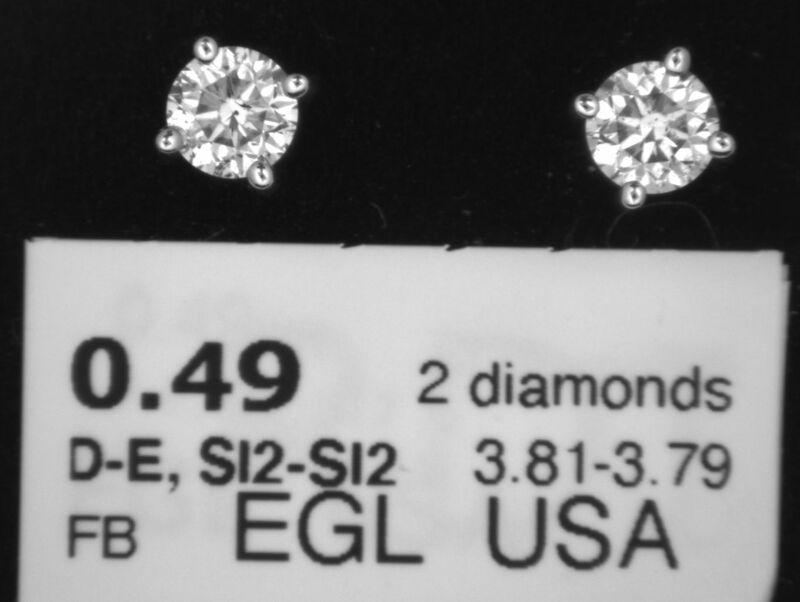 0.49 2 diamonds
D-E, SI2-SI2 3.81-3.79
FB EGL USA